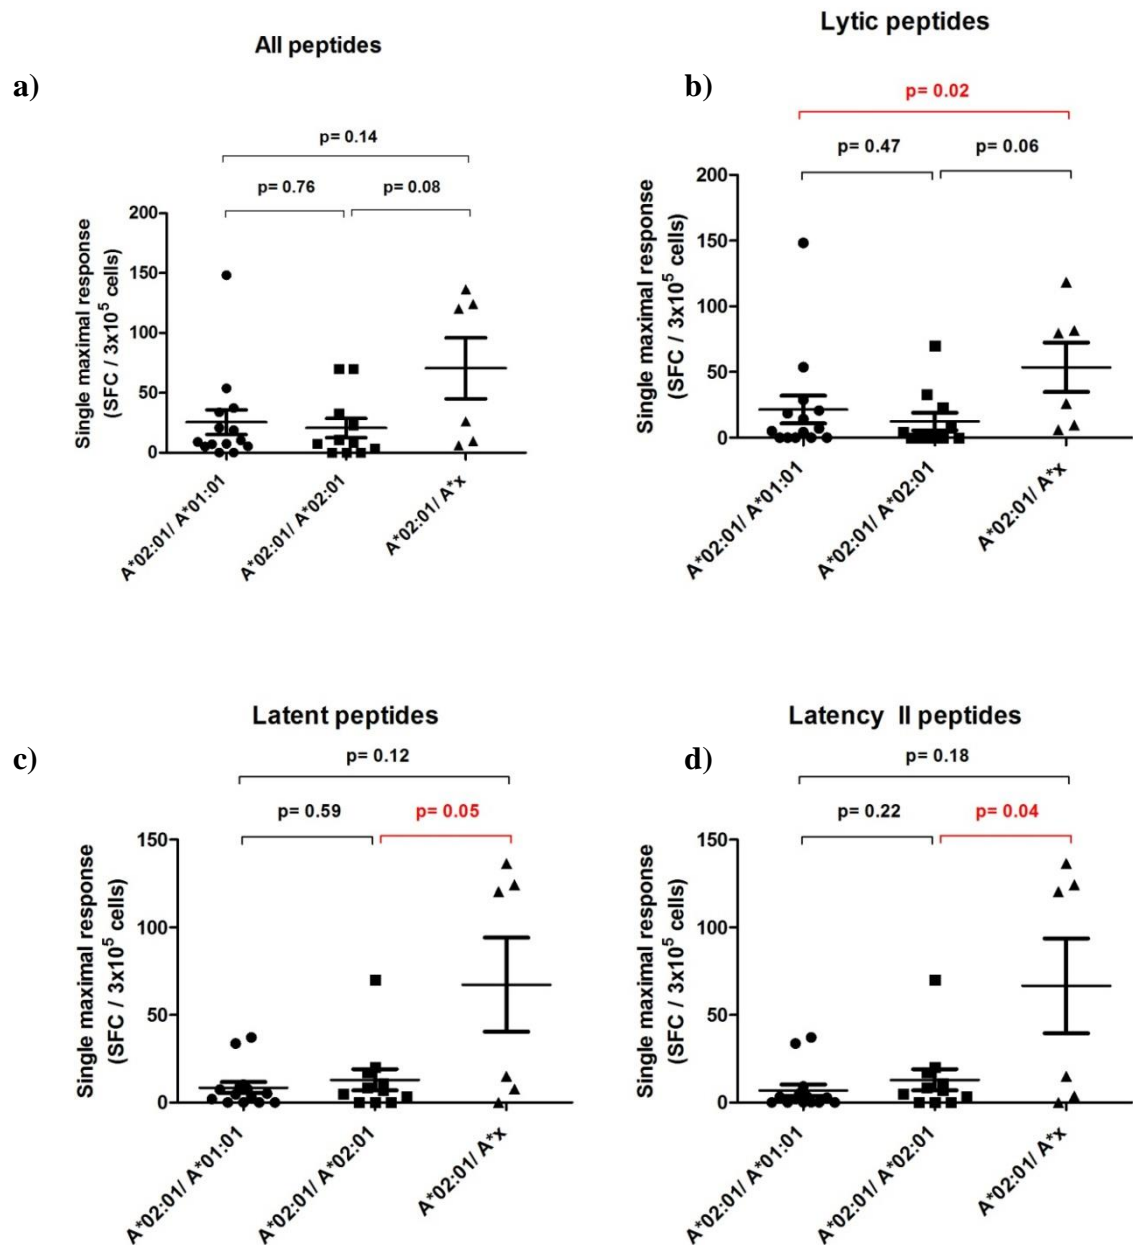 All peptides
a)
p= 0.14
p= 0.76
p= 0.08
Single maximal response
(SFC / 3x10⁵ cells)
200
150
100
50
0
A*02:01/ A*01:01
A*02:01/ A*02:01
A*02:01/ A*x
Lytic peptides
b)
p= 0.02
p= 0.47
p= 0.06
Single maximal response
(SFC / 3x10⁵ cells)
200
150
100
50
0
A*02:01/ A*01:01
A*02:01/ A*02:01
A*02:01/ A*x
Latent peptides
c)
p= 0.12
p= 0.59
p= 0.05
Single maximal response
(SFC / 3x10⁵ cells)
150
100
50
0
A*02:01/ A*01:01
A*02:01/ A*02:01
A*02:01/ A*x
Latency II peptides
d)
p= 0.18
p= 0.22
p= 0.04
Single maximal response
(SFC / 3x10⁵ cells)
150
100
50
0
A*02:01/ A*01:01
A*02:01/ A*02:01
A*02:01/ A*x